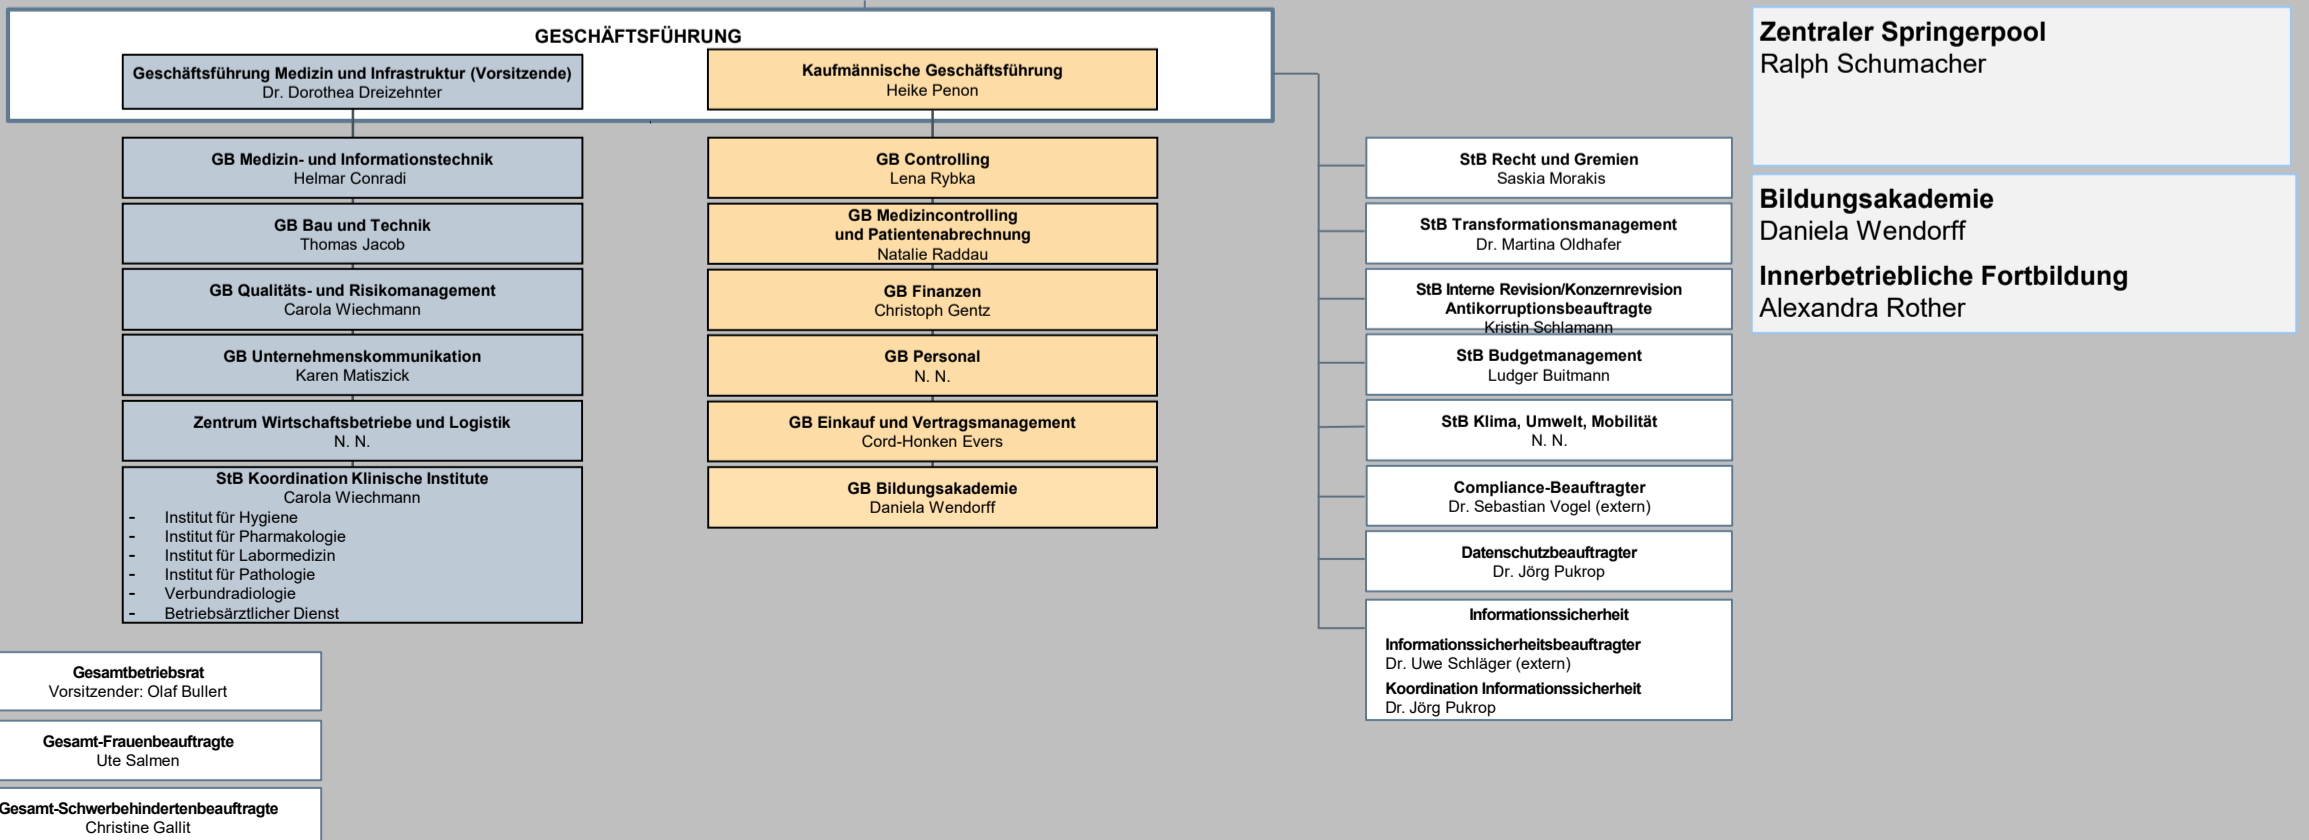 GESCHÄFTSFÜHRUNG
Geschäftsführung Medizin und Infrastruktur (Vorsitzende)
Dr. Dorothea Dreizehnter
Kaufmännische Geschäftsführung
Heike Penon
GB Medizin- und Informationstechnik
Helmar Conradi
GB Bau und Technik
Thomas Jacob
GB Qualitäts- und Risikomanagement
Carola Wiechmann
GB Unternehmenskommunikation
Karen Matiszick
Zentrum Wirtschaftsbetriebe und Logistik
N. N.
StB Koordination Klinische Institute
Carola Wiechmann
- Institut für Hygiene
- Institut für Pharmakologie
- Institut für Labormedizin
- Institut für Pathologie
- Verbundradiologie
- Betriebsärztlicher Dienst
GB Controlling
Lena Rybka
GB Medizincontrolling
und Patientenabrechnung
Natalie Raddau
GB Finanzen
Christoph Gentz
GB Personal
N. N.
GB Einkauf und Vertragsmanagement
Cord-Honken Evers
GB Bildungsakademie
Daniela Wendorff
StB Recht und Gremien
Saskia Morakis
StB Transformationsmanagement
Dr. Martina Oldhafer
StB Interne Revision/Konzernrevision
Antikorruptionsbeauftragte
Kristin Schlamann
StB Budgetmanagement
Ludger Buitmann
StB Klima, Umwelt, Mobilität
N. N.
Compliance-Beauftragter
Dr. Sebastian Vogel (extern)
Datenschutzbeauftragter
Dr. Jörg Pukrop
Informationssicherheit
Informationssicherheitsbeauftragter
Dr. Uwe Schläger (extern)
Koordination Informationssicherheit
Dr. Jörg Pukrop
Zentraler Springerpool
Ralph Schumacher
Bildungsakademie
Daniela Wendorff
Innerbetriebliche Fortbildung
Alexandra Rother
Gesamtbetriebsrat
Vorsitzender: Olaf Bullert
Gesamt-Frauenbeauftragte
Ute Salmen
Gesamt-Schwerbehindertenbeauftragte
Christine Gallit